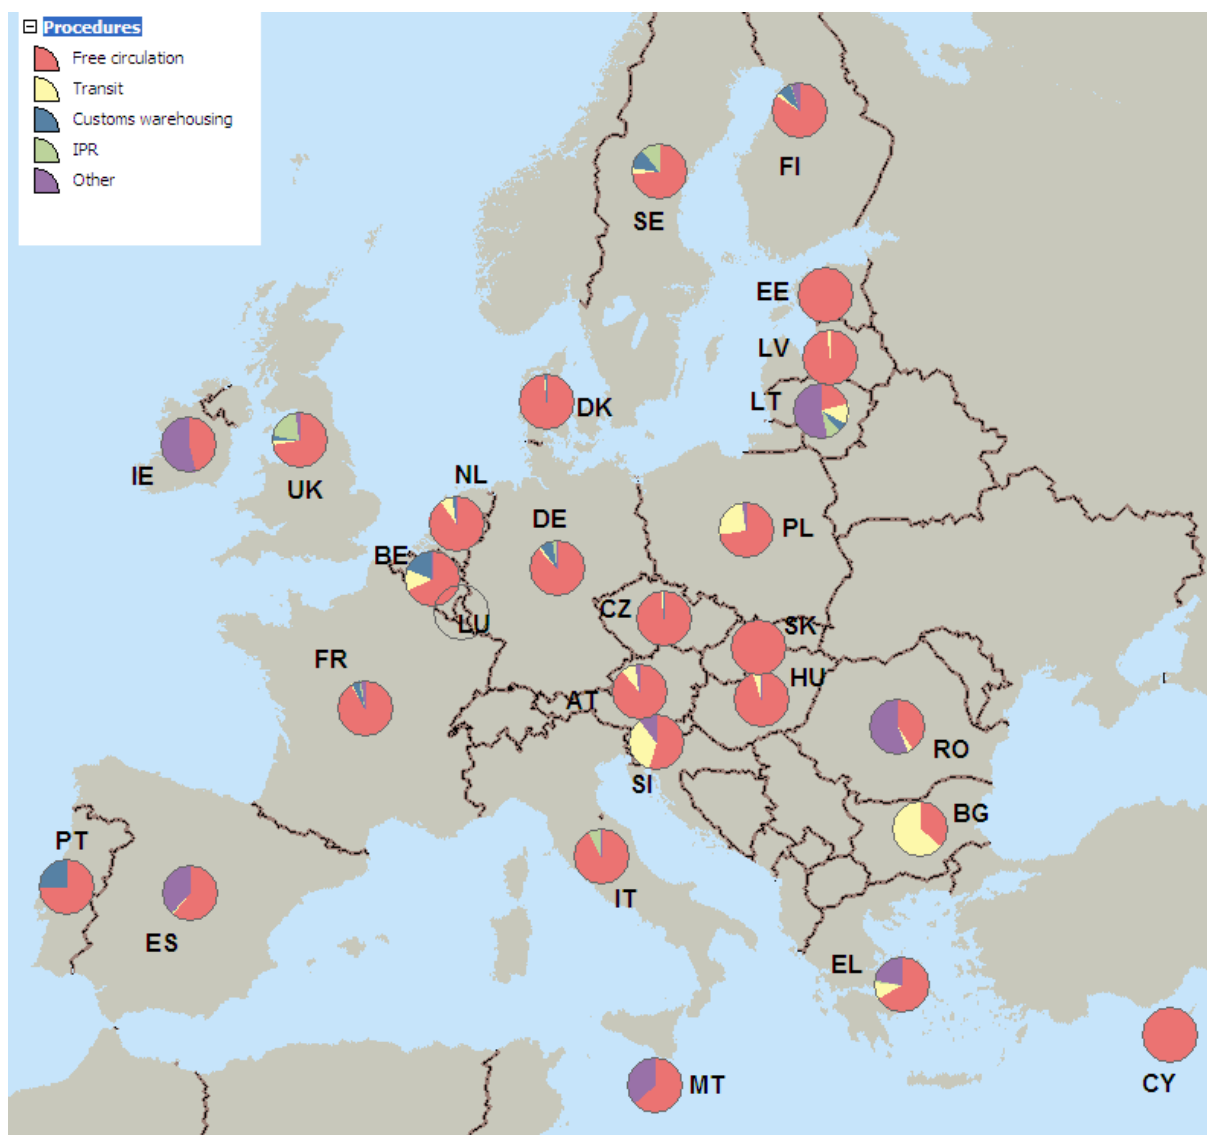 Procedures
Free circulation
Transit
Customs warehousing
IPR
Other
FI
SE
EE
LV
LT
DK
IE
UK
NL
DE
PL
BE
CZ
LU
SK
FR
HU
AT
RO
SI
BG
PT
IT
ES
EL
MT
CY